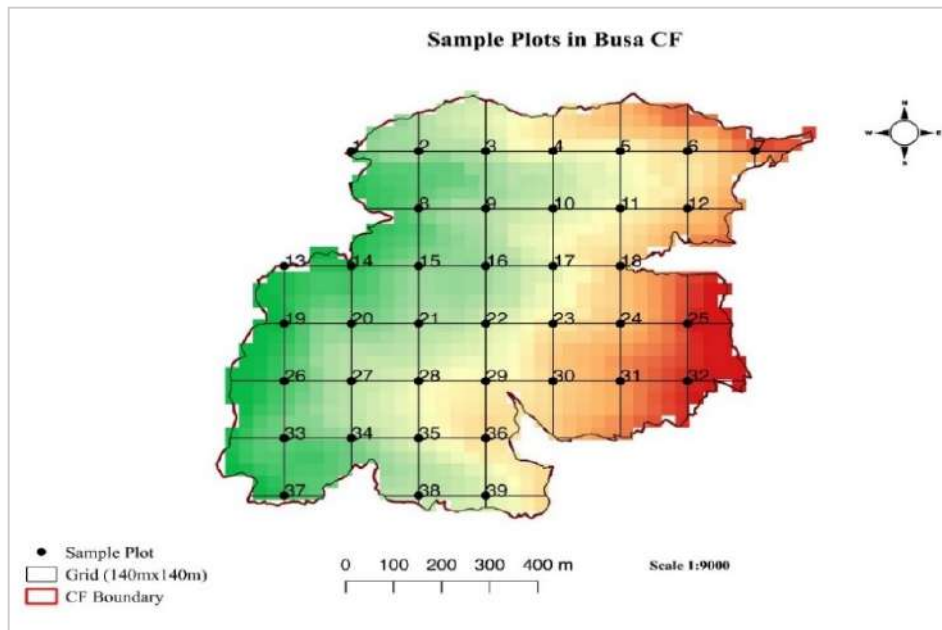 Sample Plots in Busa CF
N
W E
S
1 2 3 4 5 6 7
8 9 10 11 12
13 14 15 16 17 18
19 20 21 22 23 24 25
26 27 28 29 30 31 32
33 34 35 36
37 38 39
Sample Plot
Grid (140mx140m)
CF Boundary
0 100 200 300 400 m
Scale 1:9000